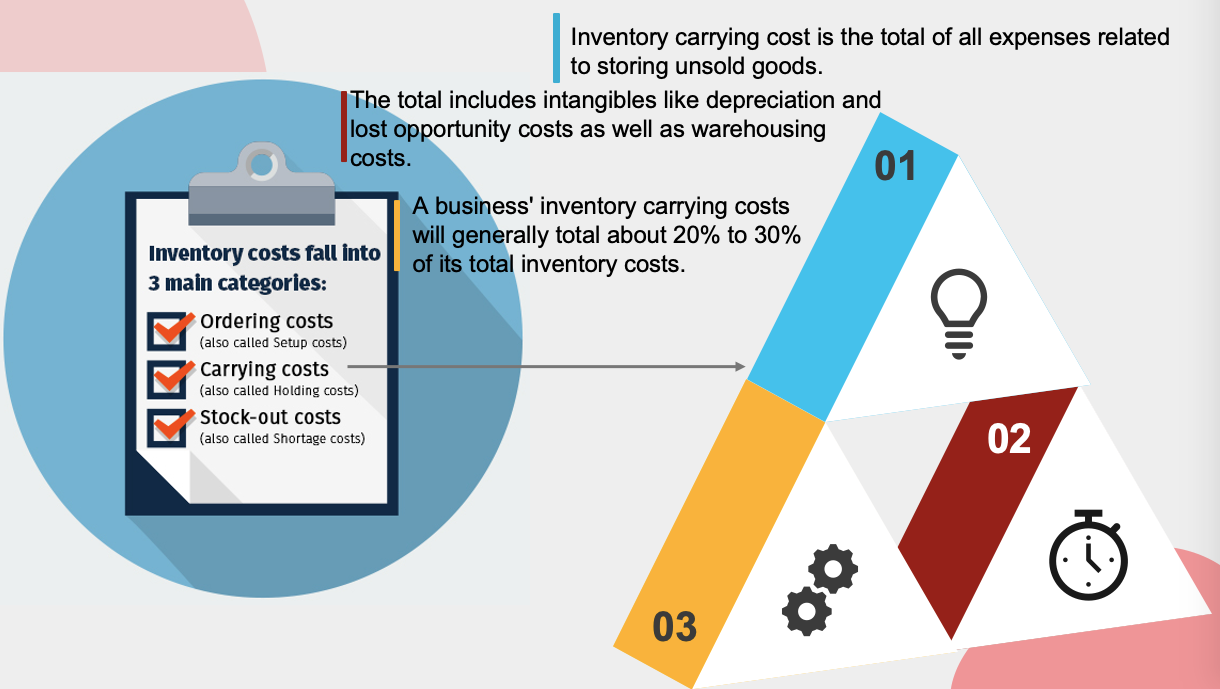 Inventory carrying cost is the total of all expenses related
to storing unsold goods.
The total includes intangibles like depreciation and
lost opportunity costs as well as warehousing
costs.
A business' inventory carrying costs
will generally total about 20% to 30%
of its total inventory costs.
Inventory costs fall into
3 main categories:
Ordering costs
(also called Setup costs)
Carrying costs
(also called Holding costs)
Stock-out costs
(also called Shortage costs)
01
02
03